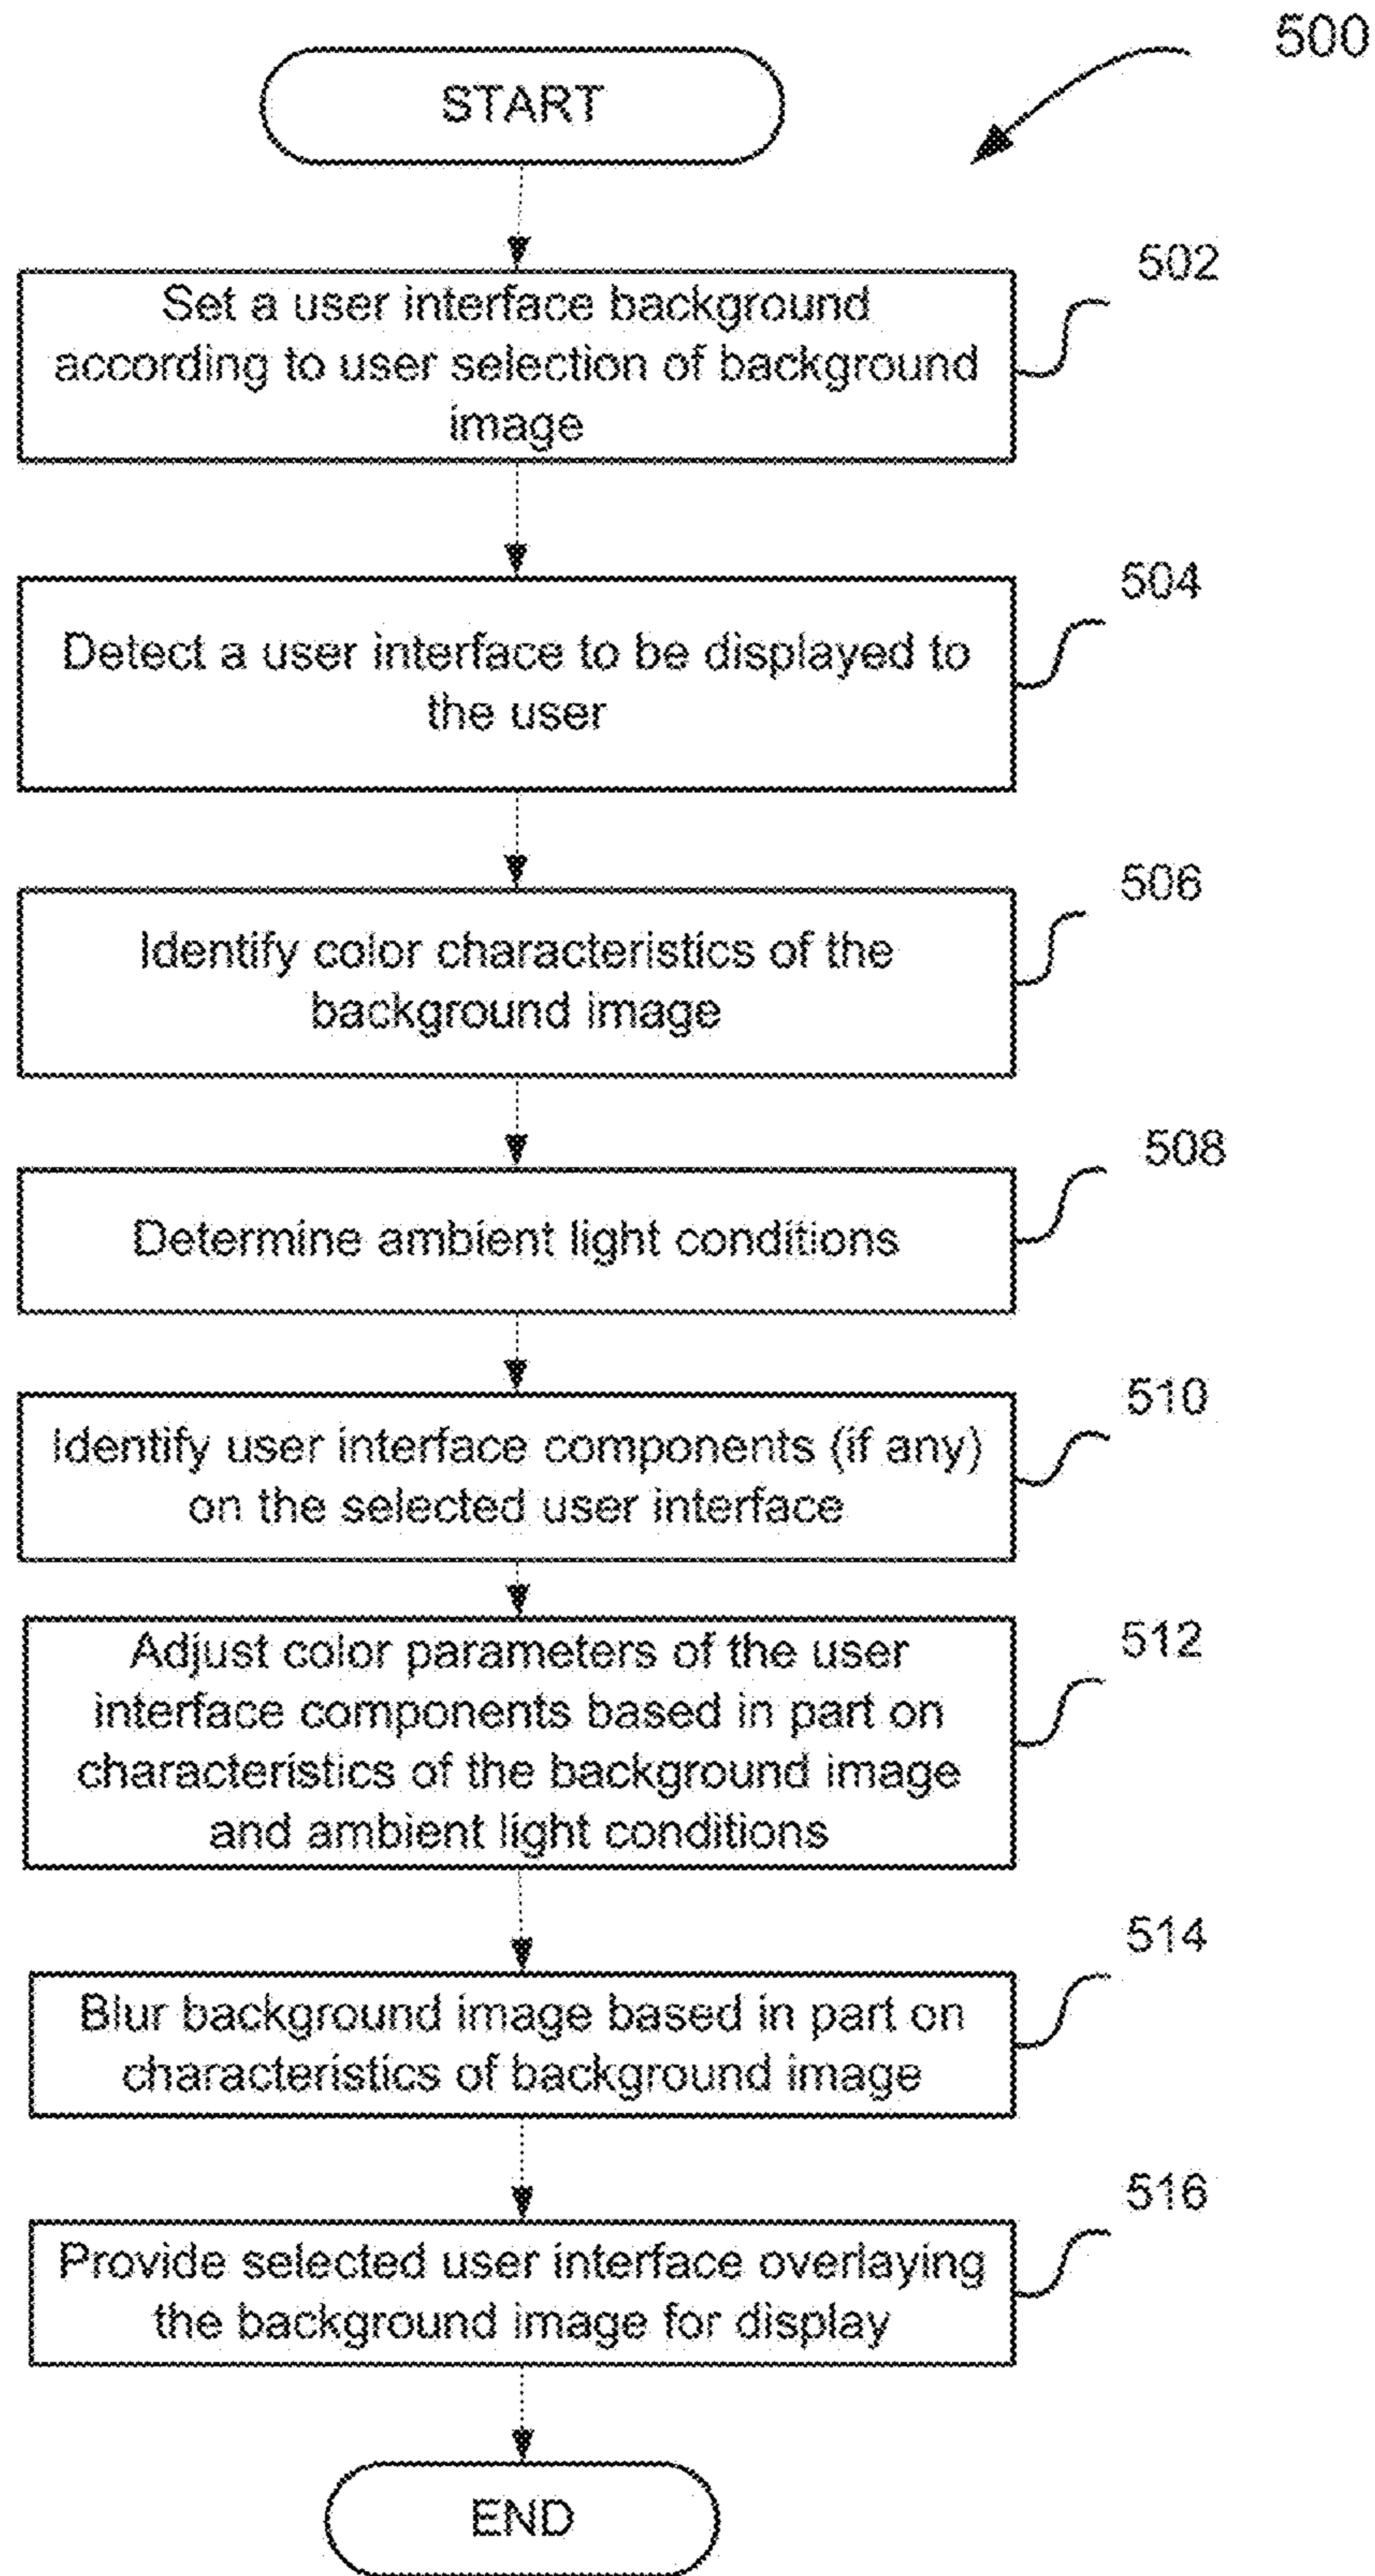 500
START
502
Set a user interface background
according to user selection of background
image
504
Detect a user interface to be displayed to
the user
506
Identify color characteristics of the
background image
508
Determine ambient light conditions
510
Identify user interface components (if any)
on the selected user interface
512
Adjust color parameters of the user
interface components based in part on
characteristics of the background image
and ambient light conditions
514
Blur background image based in part on
characteristics of background image
516
Provide selected user interface overlaying
the background image for display
END